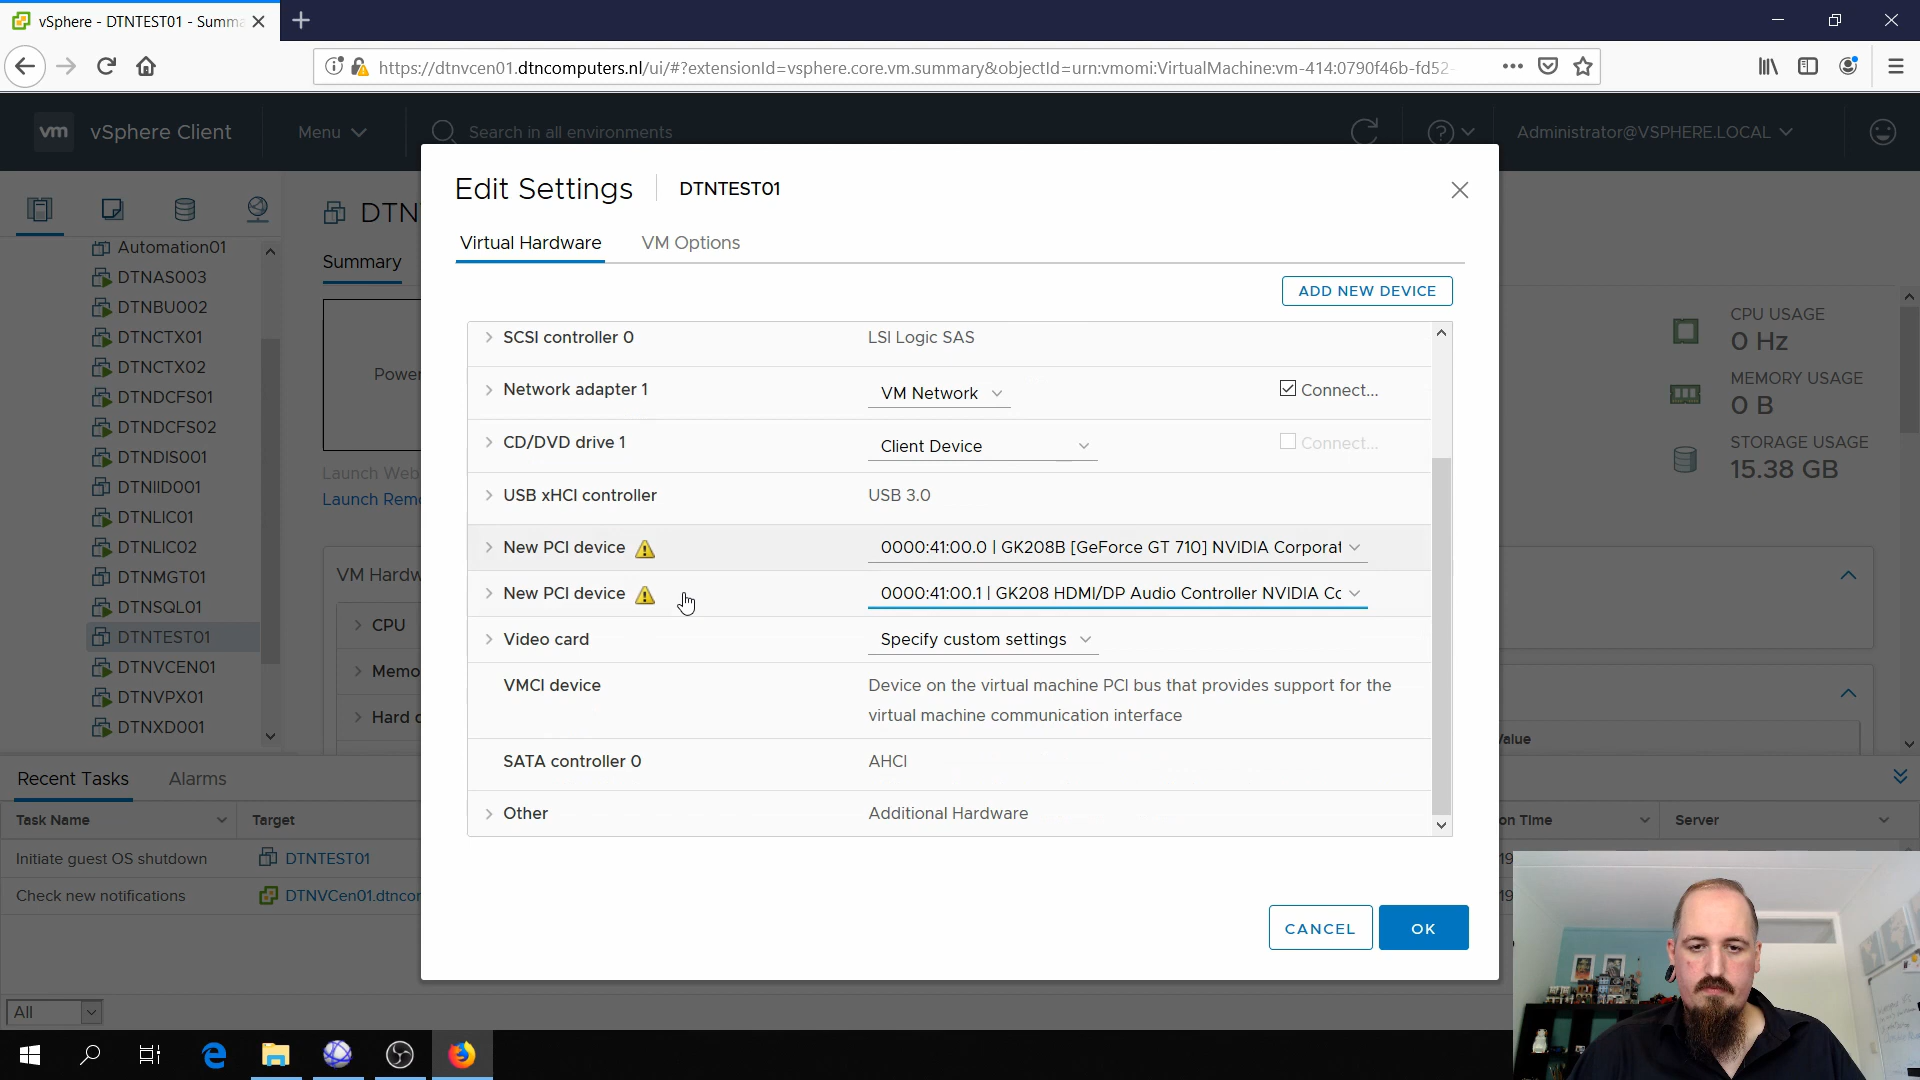 vSphere - DTNTEST01 - Summa
https://dtnvcen01.dtncomputers.nl/ui/#?extensionId=vsphere.core.vm.summary&objectId=urn:vmomi:VirtualMachine:vm-414:0790f46b-fd52-
vm vSphere Client Menu Search in all environments Administrator@VSPHERE.LOCAL
Automation01
DTNAS003
DTNBU002
DTNCTX01
DTNCTX02
DTNDCFS01
DTNDCFS02
DTNDIS001
DTNIID001
DTNLIC01
DTNLIC02
DTNMGT01
DTNSQL01
DTNTEST01
DTNVCEN01
DTNVPX01
DTNXD001
DTN
Summary
Power
Launch Web
Launch Remo
VM Hardw
CPU
Memo
Hard d
Edit Settings DTNTEST01
Virtual Hardware VM Options
ADD NEW DEVICE
SCSI controller 0 LSI Logic SAS
Network adapter 1 VM Network Connect...
CD/DVD drive 1 Client Device Connect...
USB xHCI controller USB 3.0
New PCI device 0000:41:00.0 | GK208B [GeForce GT 710] NVIDIA Corporat
New PCI device 0000:41:00.1 | GK208 HDMI/DP Audio Controller NVIDIA Cc
Video card Specify custom settings
VMCI device Device on the virtual machine PCI bus that provides support for the
virtual machine communication interface
SATA controller 0 AHCI
Other Additional Hardware
CANCEL OK
CPU USAGE
0 Hz
MEMORY USAGE
0 B
STORAGE USAGE
15.38 GB
Value
Recent Tasks Alarms
Task Name Target on Time Server
Initiate guest OS shutdown DTNTEST01
Check new notifications DTNVCen01.dtncor
All